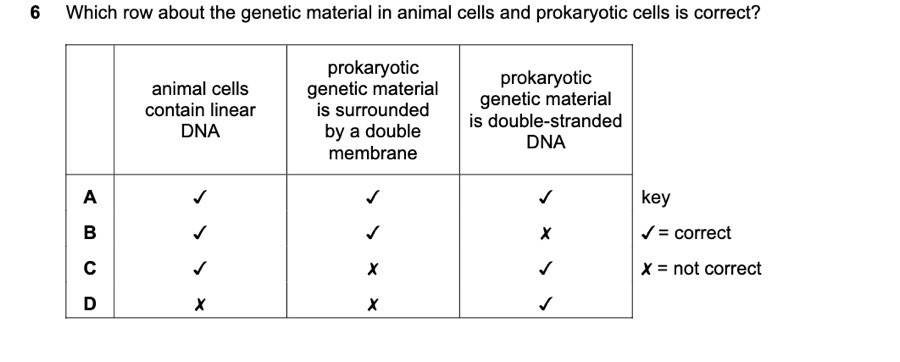 6 Which row about the genetic material in animal cells and prokaryotic cells is correct?
animal cells
contain linear
DNA
prokaryotic
genetic material
is surrounded
by a double
membrane
prokaryotic
genetic material
is double-stranded
DNA
A ✓ ✓ ✓ key
B ✓ ✓ ✗ ✓ = correct
C ✓ ✗ ✓ ✗ = not correct
D ✗ ✗ ✓